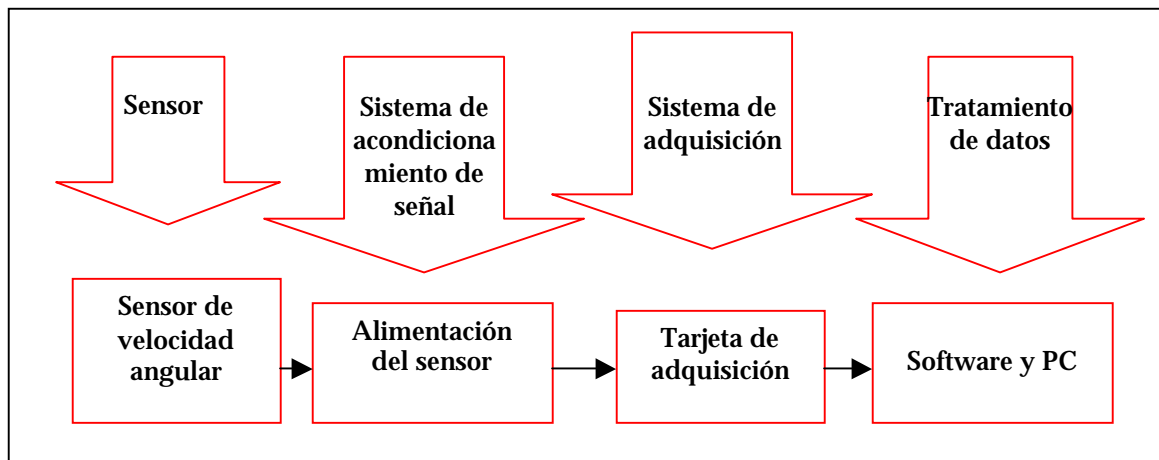 Sensor
Sistema de
acondiciona
miento de
señal
Sistema de
adquisición
Tratamiento
de datos
Sensor de
velocidad
angular
Alimentación
del sensor
Tarjeta de
adquisición
Software y PC